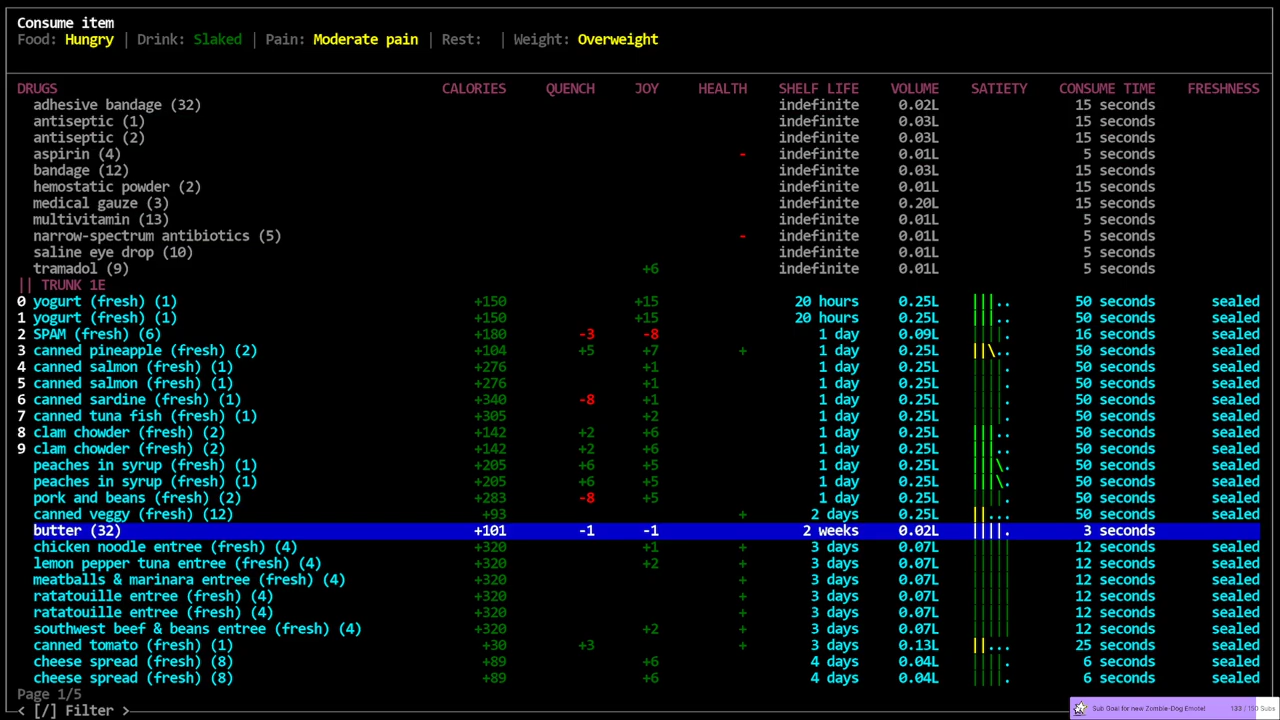 Consume item
Food: Hungry | Drink: Slaked | Pain: Moderate pain | Rest: | Weight: Overweight
DRUGS CALORIES QUENCH JOY HEALTH SHELF LIFE VOLUME SATIETY CONSUME TIME FRESHNESS
adhesive bandage (32) indefinite 0.02L 15 seconds
antiseptic (1) indefinite 0.03L 15 seconds
antiseptic (2) indefinite 0.03L 15 seconds
aspirin (4) - indefinite 0.01L 5 seconds
bandage (12) indefinite 0.03L 15 seconds
hemostatic powder (2) indefinite 0.01L 15 seconds
medical gauze (3) indefinite 0.20L 15 seconds
multivitamin (13) indefinite 0.01L 5 seconds
narrow-spectrum antibiotics (5) - indefinite 0.01L 5 seconds
saline eye drop (10) indefinite 0.01L 5 seconds
tramadol (9) +6 indefinite 0.01L 5 seconds
|| TRUNK 1E
0 yogurt (fresh) (1) +150 +15 20 hours 0.25L |||.. 50 seconds sealed
1 yogurt (fresh) (1) +150 +15 20 hours 0.25L |||.. 50 seconds sealed
2 SPAM (fresh) (6) +180 -3 -8 1 day 0.09L ||||. 16 seconds sealed
3 canned pineapple (fresh) (2) +104 +5 +7 + 1 day 0.25L ||\.. 50 seconds sealed
4 canned salmon (fresh) (1) +276 +1 1 day 0.25L ||||. 50 seconds sealed
5 canned salmon (fresh) (1) +276 +1 1 day 0.25L ||||. 50 seconds sealed
6 canned sardine (fresh) (1) +340 -8 +1 1 day 0.25L ||||. 50 seconds sealed
7 canned tuna fish (fresh) (1) +305 +2 1 day 0.25L ||||. 50 seconds sealed
8 clam chowder (fresh) (2) +142 +2 +6 1 day 0.25L |||.. 50 seconds sealed
9 clam chowder (fresh) (2) +142 +2 +6 1 day 0.25L |||.. 50 seconds sealed
peaches in syrup (fresh) (1) +205 +6 +5 1 day 0.25L |||\. 50 seconds sealed
peaches in syrup (fresh) (1) +205 +6 +5 1 day 0.25L |||\. 50 seconds sealed
pork and beans (fresh) (2) +283 -8 +5 1 day 0.25L ||||. 50 seconds sealed
canned veggy (fresh) (12) +93 + 2 days 0.25L ||... 50 seconds sealed
butter (32) +101 -1 -1 2 weeks 0.02L ||||. 3 seconds
chicken noodle entree (fresh) (4) +320 +1 + 3 days 0.07L ||||| 12 seconds sealed
lemon pepper tuna entree (fresh) (4) +320 +2 + 3 days 0.07L ||||| 12 seconds sealed
meatballs & marinara entree (fresh) (4) +320 + 3 days 0.07L ||||| 12 seconds sealed
ratatouille entree (fresh) (4) +320 + 3 days 0.07L ||||| 12 seconds sealed
ratatouille entree (fresh) (4) +320 + 3 days 0.07L ||||| 12 seconds sealed
southwest beef & beans entree (fresh) (4) +320 +2 + 3 days 0.07L ||||| 12 seconds sealed
canned tomato (fresh) (1) +30 +3 + 3 days 0.13L ||... 25 seconds sealed
cheese spread (fresh) (8) +89 +6 4 days 0.04L ||||. 6 seconds sealed
cheese spread (fresh) (8) +89 +6 4 days 0.04L ||||. 6 seconds sealed
Page 1/5
< [/] Filter >
Sub Goal for new Zombie-Dog Emote! 133 / 150 Subs